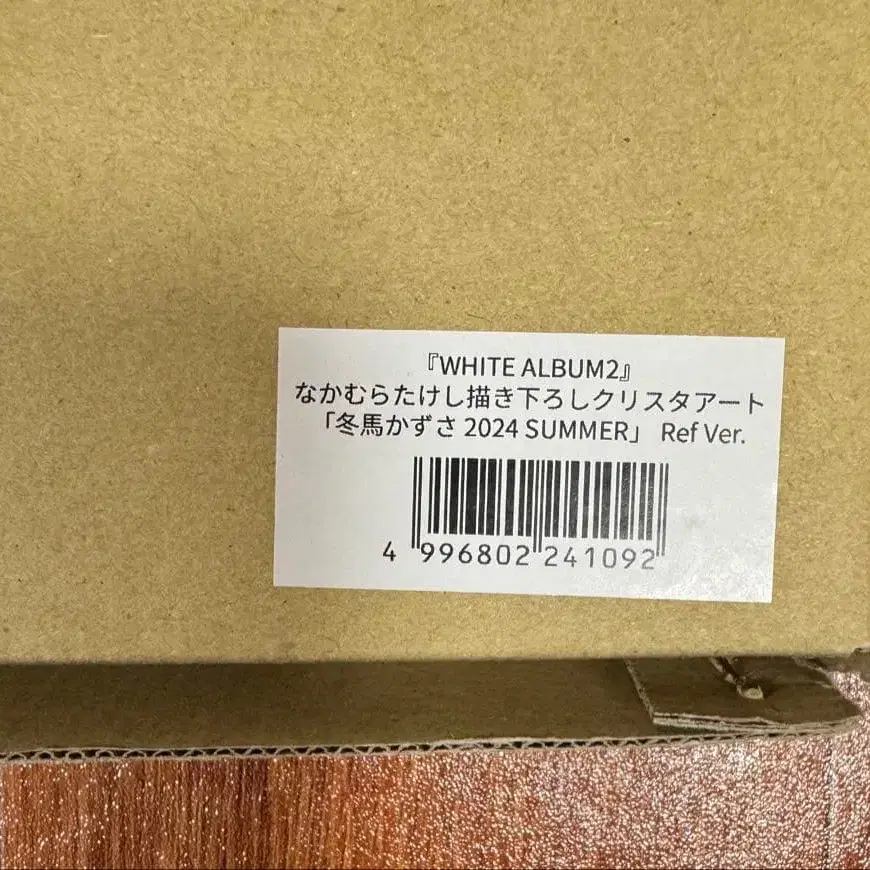 『WHITE ALBUM2』
なかむらたけし描き下ろしクリスタアート
「冬馬かずさ 2024 SUMMER」 Ref Ver.
4 996802 241092